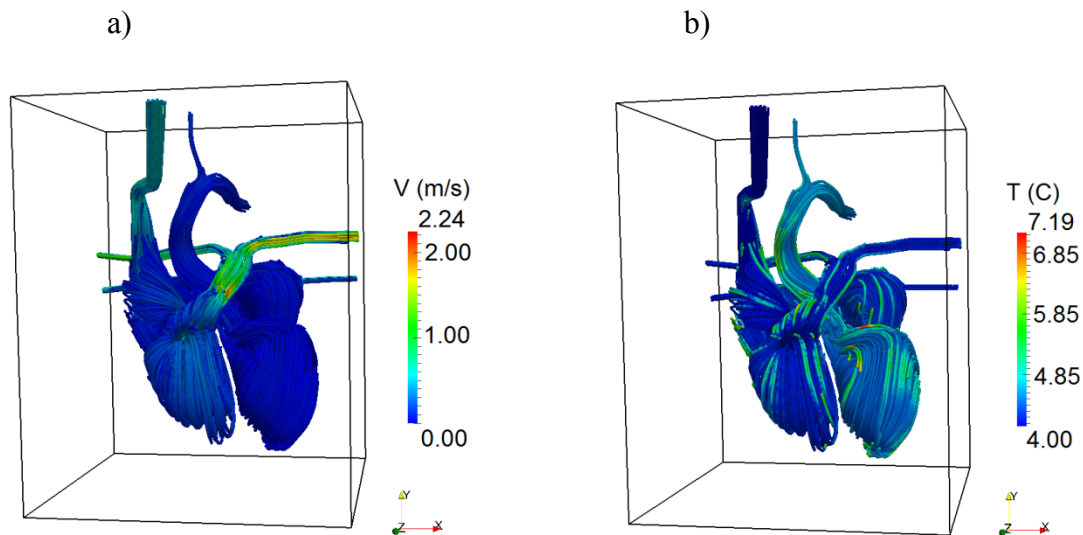 a)
b)
V (m/s)
2.24
2.00
1.00
0.00
Y
Z
X
T (C)
7.19
6.85
5.85
4.85
4.00
Y
Z
X